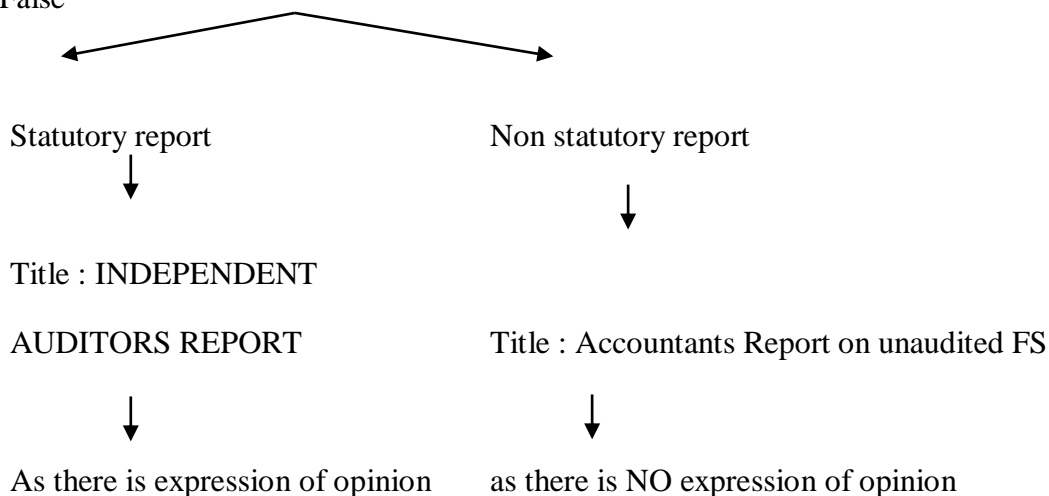 False
Statutory report Non statutory report
Title : INDEPENDENT
AUDITORS REPORT Title : Accountants Report on unaudited FS
As there is expression of opinion as there is NO expression of opinion